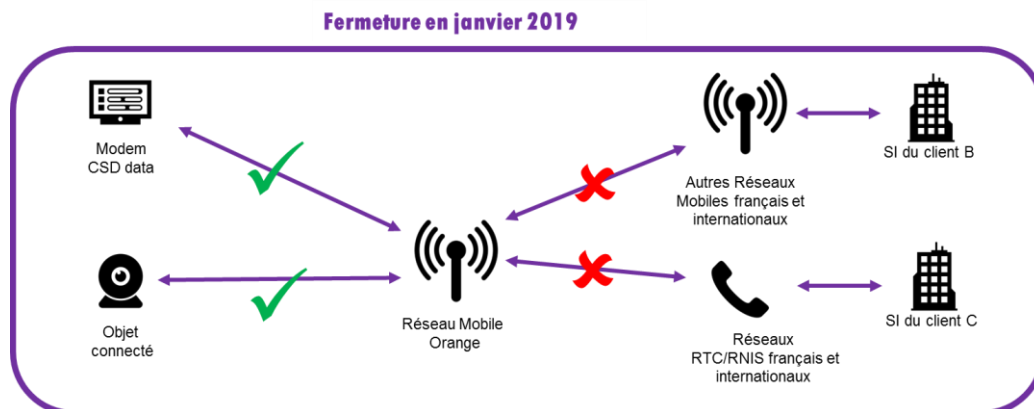 Fermeture en janvier 2019
Modem
CSD data
SI du client B
Autres Réseaux
Mobiles français et
internationaux
Objet
connecté
Réseau Mobile
Orange
SI du client C
Réseaux
RTC/RNIS français et
internationaux